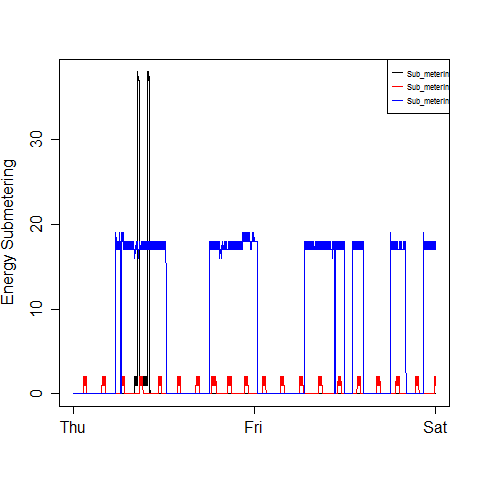 Sub_meterin
Sub_meterin
Sub_meterin
Energy Submetering
30
20
10
0
Thu Fri Sat